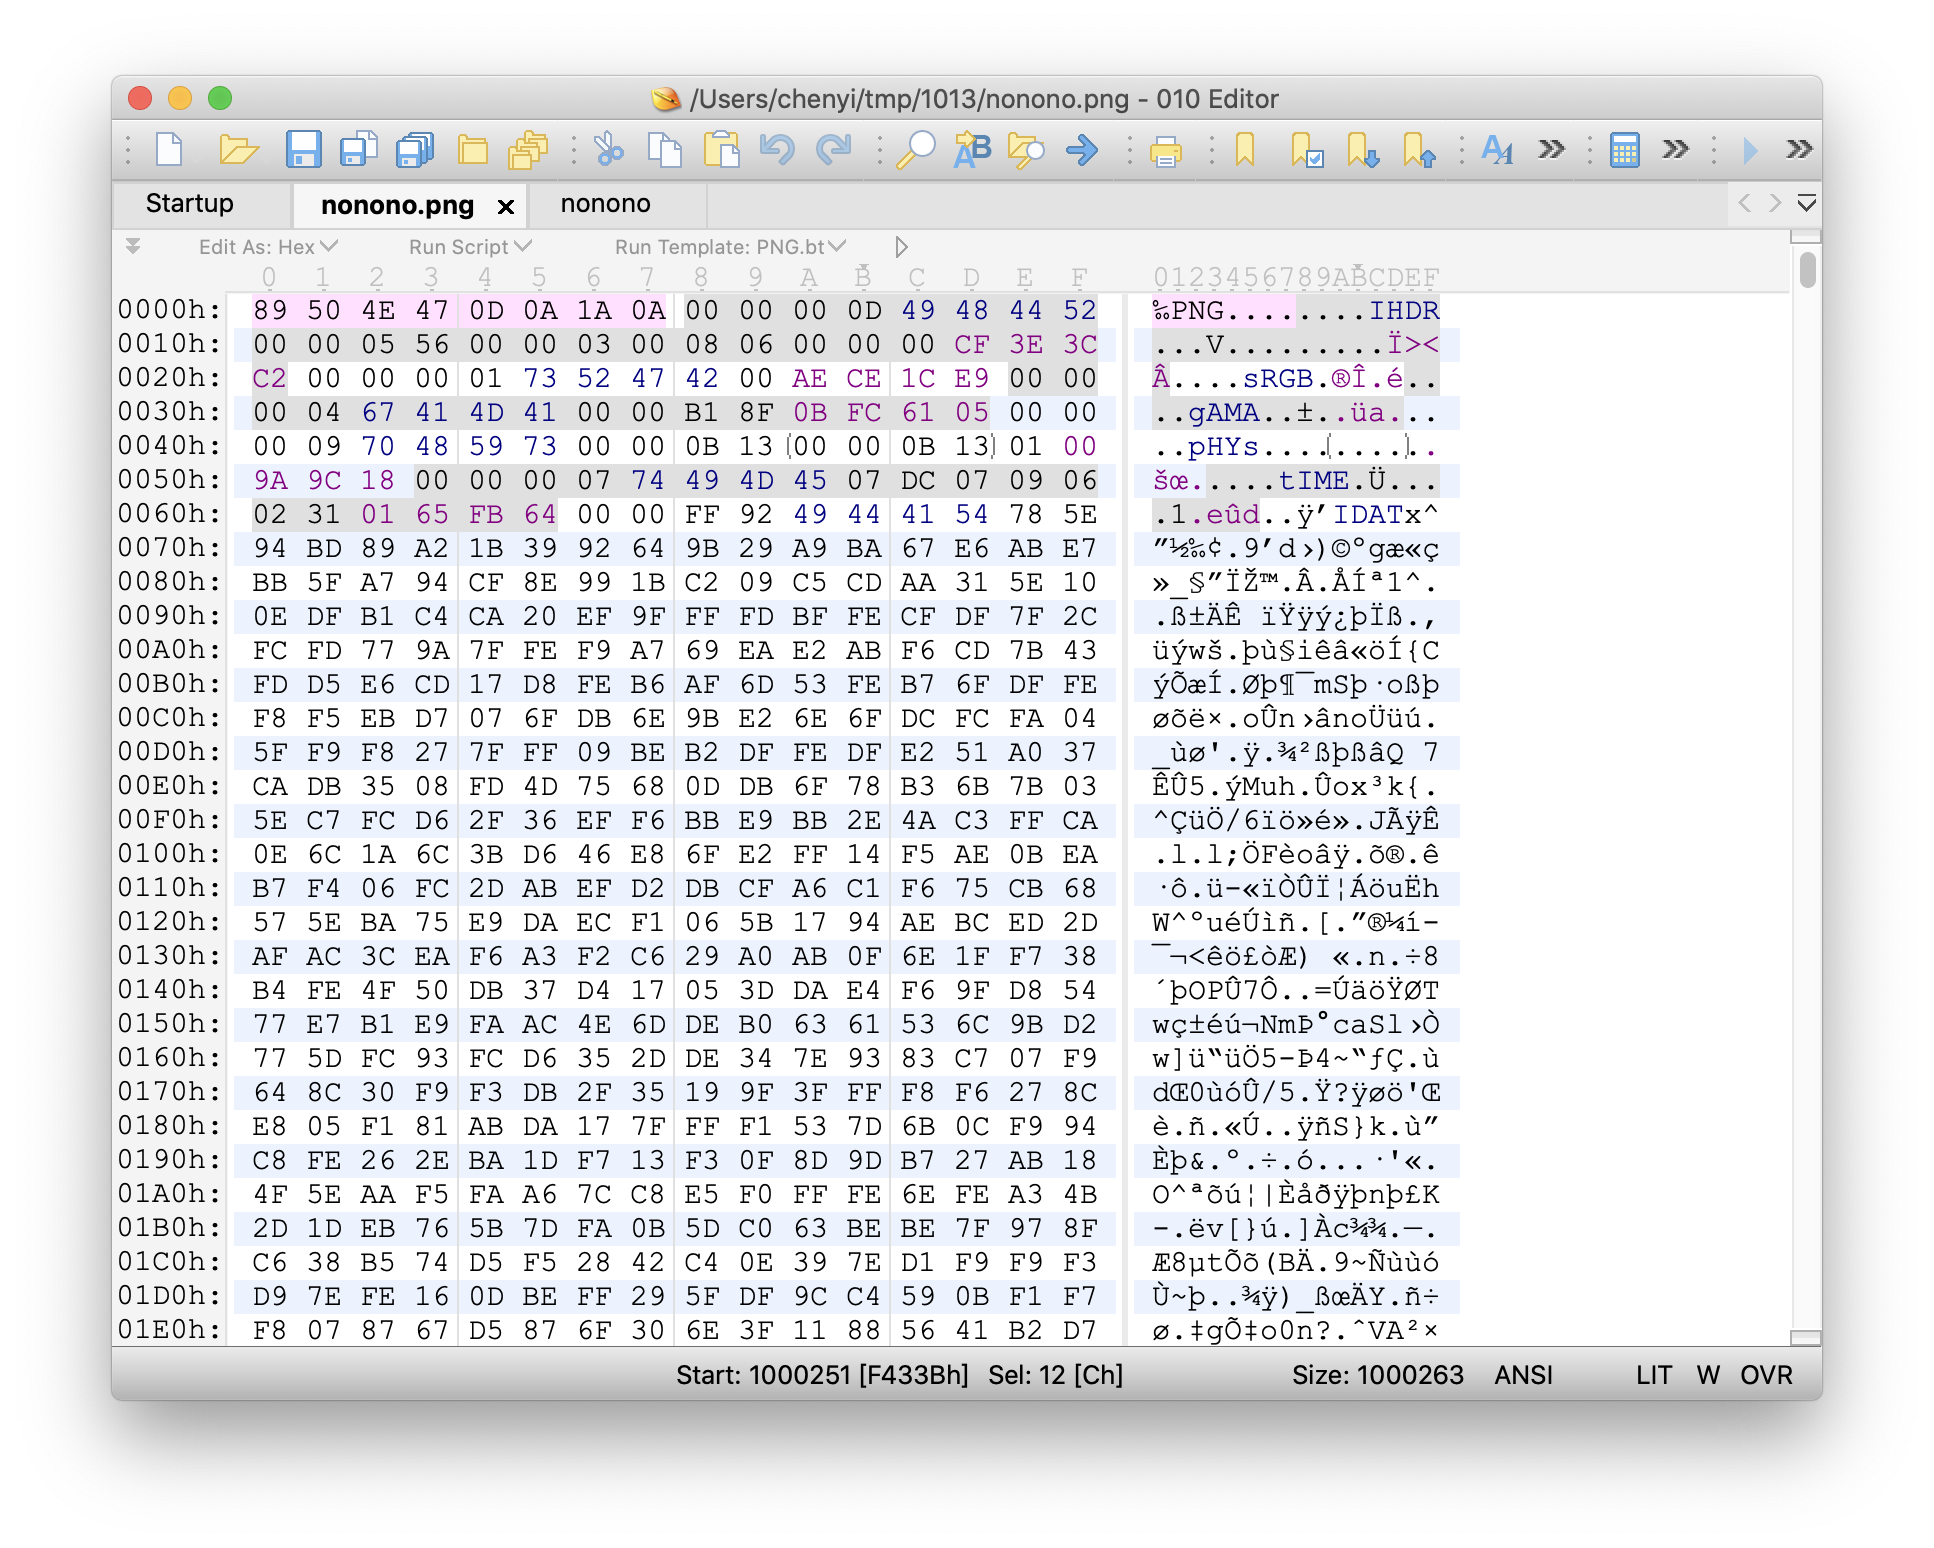 /Users/chenyi/tmp/1013/nonono.png - 010 Editor
Startup nonono.png nonono
Edit As: Hex Run Script Run Template: PNG.bt
0 1 2 3 4 5 6 7 8 9 A B C D E F 0123456789ABCDEF
0000h: 89 50 4E 47 0D 0A 1A 0A 00 00 00 0D 49 48 44 52 ‰PNG........IHDR
0010h: 00 00 05 56 00 00 03 00 08 06 00 00 00 CF 3E 3C ...V.........Ï><
0020h: C2 00 00 00 01 73 52 47 42 00 AE CE 1C E9 00 00 Â....sRGB.®Î.é..
0030h: 00 04 67 41 4D 41 00 00 B1 8F 0B FC 61 05 00 00 ..gAMA..±..üa...
0040h: 00 09 70 48 59 73 00 00 0B 13 00 00 0B 13 01 00 ..pHYs..........
0050h: 9A 9C 18 00 00 00 07 74 49 4D 45 07 DC 07 09 06 šœ.....tIME.Ü...
0060h: 02 31 01 65 FB 64 00 00 FF 92 49 44 41 54 78 5E .1.eûd..ÿ’IDATx^
0070h: 94 BD 89 A2 1B 39 92 64 9B 29 A9 BA 67 E6 AB E7 ”½‰¢.9’d›)©ºgæ«ç
0080h: BB 5F A7 94 CF 8E 99 1B C2 09 C5 CD AA 31 5E 10 »_§”ÏŽ™.Â.ÅÍª1^.
0090h: 0E DF B1 C4 CA 20 EF 9F FF FD BF FE CF DF 7F 2C .ß±ÄÊ ïŸÿý¿þÏß.,
00A0h: FC FD 77 9A 7F FE F9 A7 69 EA E2 AB F6 CD 7B 43 üýwš.þù§iêâ«öÍ{C
00B0h: FD D5 E6 CD 17 D8 FE B6 AF 6D 53 FE B7 6F DF FE ýÕæÍ.Øþ¶¯mSþ·oßþ
00C0h: F8 F5 EB D7 07 6F DB 6E 9B E2 6E 6F DC FC FA 04 øõë×.oÛn›ânoÜüú.
00D0h: 5F F9 F8 27 7F FF 09 BE B2 DF FE DF E2 51 A0 37 _ùø'.ÿ.¾²ßþßâQ 7
00E0h: CA DB 35 08 FD 4D 75 68 0D DB 6F 78 B3 6B 7B 03 ÊÛ5.ýMuh.Ûox³k{.
00F0h: 5E C7 FC D6 2F 36 EF F6 BB E9 BB 2E 4A C3 FF CA ^ÇüÖ/6ïö»é».JÃÿÊ
0100h: 0E 6C 1A 6C 3B D6 46 E8 6F E2 FF 14 F5 AE 0B EA .l.l;ÖFèoâÿ.õ®.ê
0110h: B7 F4 06 FC 2D AB EF D2 DB CF A6 C1 F6 75 CB 68 ·ô.ü-«ïÒÛÏ¦ÁöuËh
0120h: 57 5E BA 75 E9 DA EC F1 06 5B 17 94 AE BC ED 2D W^ºuéÚìñ.[.”®¼í-
0130h: AF AC 3C EA F6 A3 F2 C6 29 A0 AB 0F 6E 1F F7 38 ¯¬<êö£òÆ) «.n.÷8
0140h: B4 FE 4F 50 DB 37 D4 17 05 3D DA E4 F6 9F D8 54 ´þOPÛ7Ô..=ÚäöŸØT
0150h: 77 E7 B1 E9 FA AC 4E 6D DE B0 63 61 53 6C 9B D2 wç±éú¬NmÞ°caSl›Ò
0160h: 77 5D FC 93 FC D6 35 2D DE 34 7E 93 83 C7 07 F9 w]ü“üÖ5-Þ4~“ƒÇ.ù
0170h: 64 8C 30 F9 F3 DB 2F 35 19 9F 3F FF F8 F6 27 8C dŒ0ùóÛ/5.Ÿ?ÿøö'Œ
0180h: E8 05 F1 81 AB DA 17 7F FF F1 53 7D 6B 0C F9 94 è.ñ.«Ú..ÿñS}k.ù”
0190h: C8 FE 26 2E BA 1D F7 13 F3 0F 8D 9D B7 27 AB 18 Èþ&.º.÷.ó...·'«.
01A0h: 4F 5E AA F5 FA A6 7C C8 E5 F0 FF FE 6E FE A3 4B O^ªõú¦|Èåðÿþnþ£K
01B0h: 2D 1D EB 76 5B 7D FA 0B 5D C0 63 BE BE 7F 97 8F -.ëv[}ú.]Àc¾¾.—.
01C0h: C6 38 B5 74 D5 F5 28 42 C4 0E 39 7E D1 F9 F9 F3 Æ8µtÕõ(BÄ.9~Ñùùó
01D0h: D9 7E FE 16 0D BE FF 29 5F DF 9C C4 59 0B F1 F7 Ù~þ..¾ÿ)_ßœÄY.ñ÷
01E0h: F8 07 87 67 D5 87 6F 30 6E 3F 11 88 56 41 B2 D7 ø.‡gÕ‡o0n?.ˆVA²×
Start: 1000251 [F433Bh] Sel: 12 [Ch] Size: 1000263 ANSI LIT W OVR